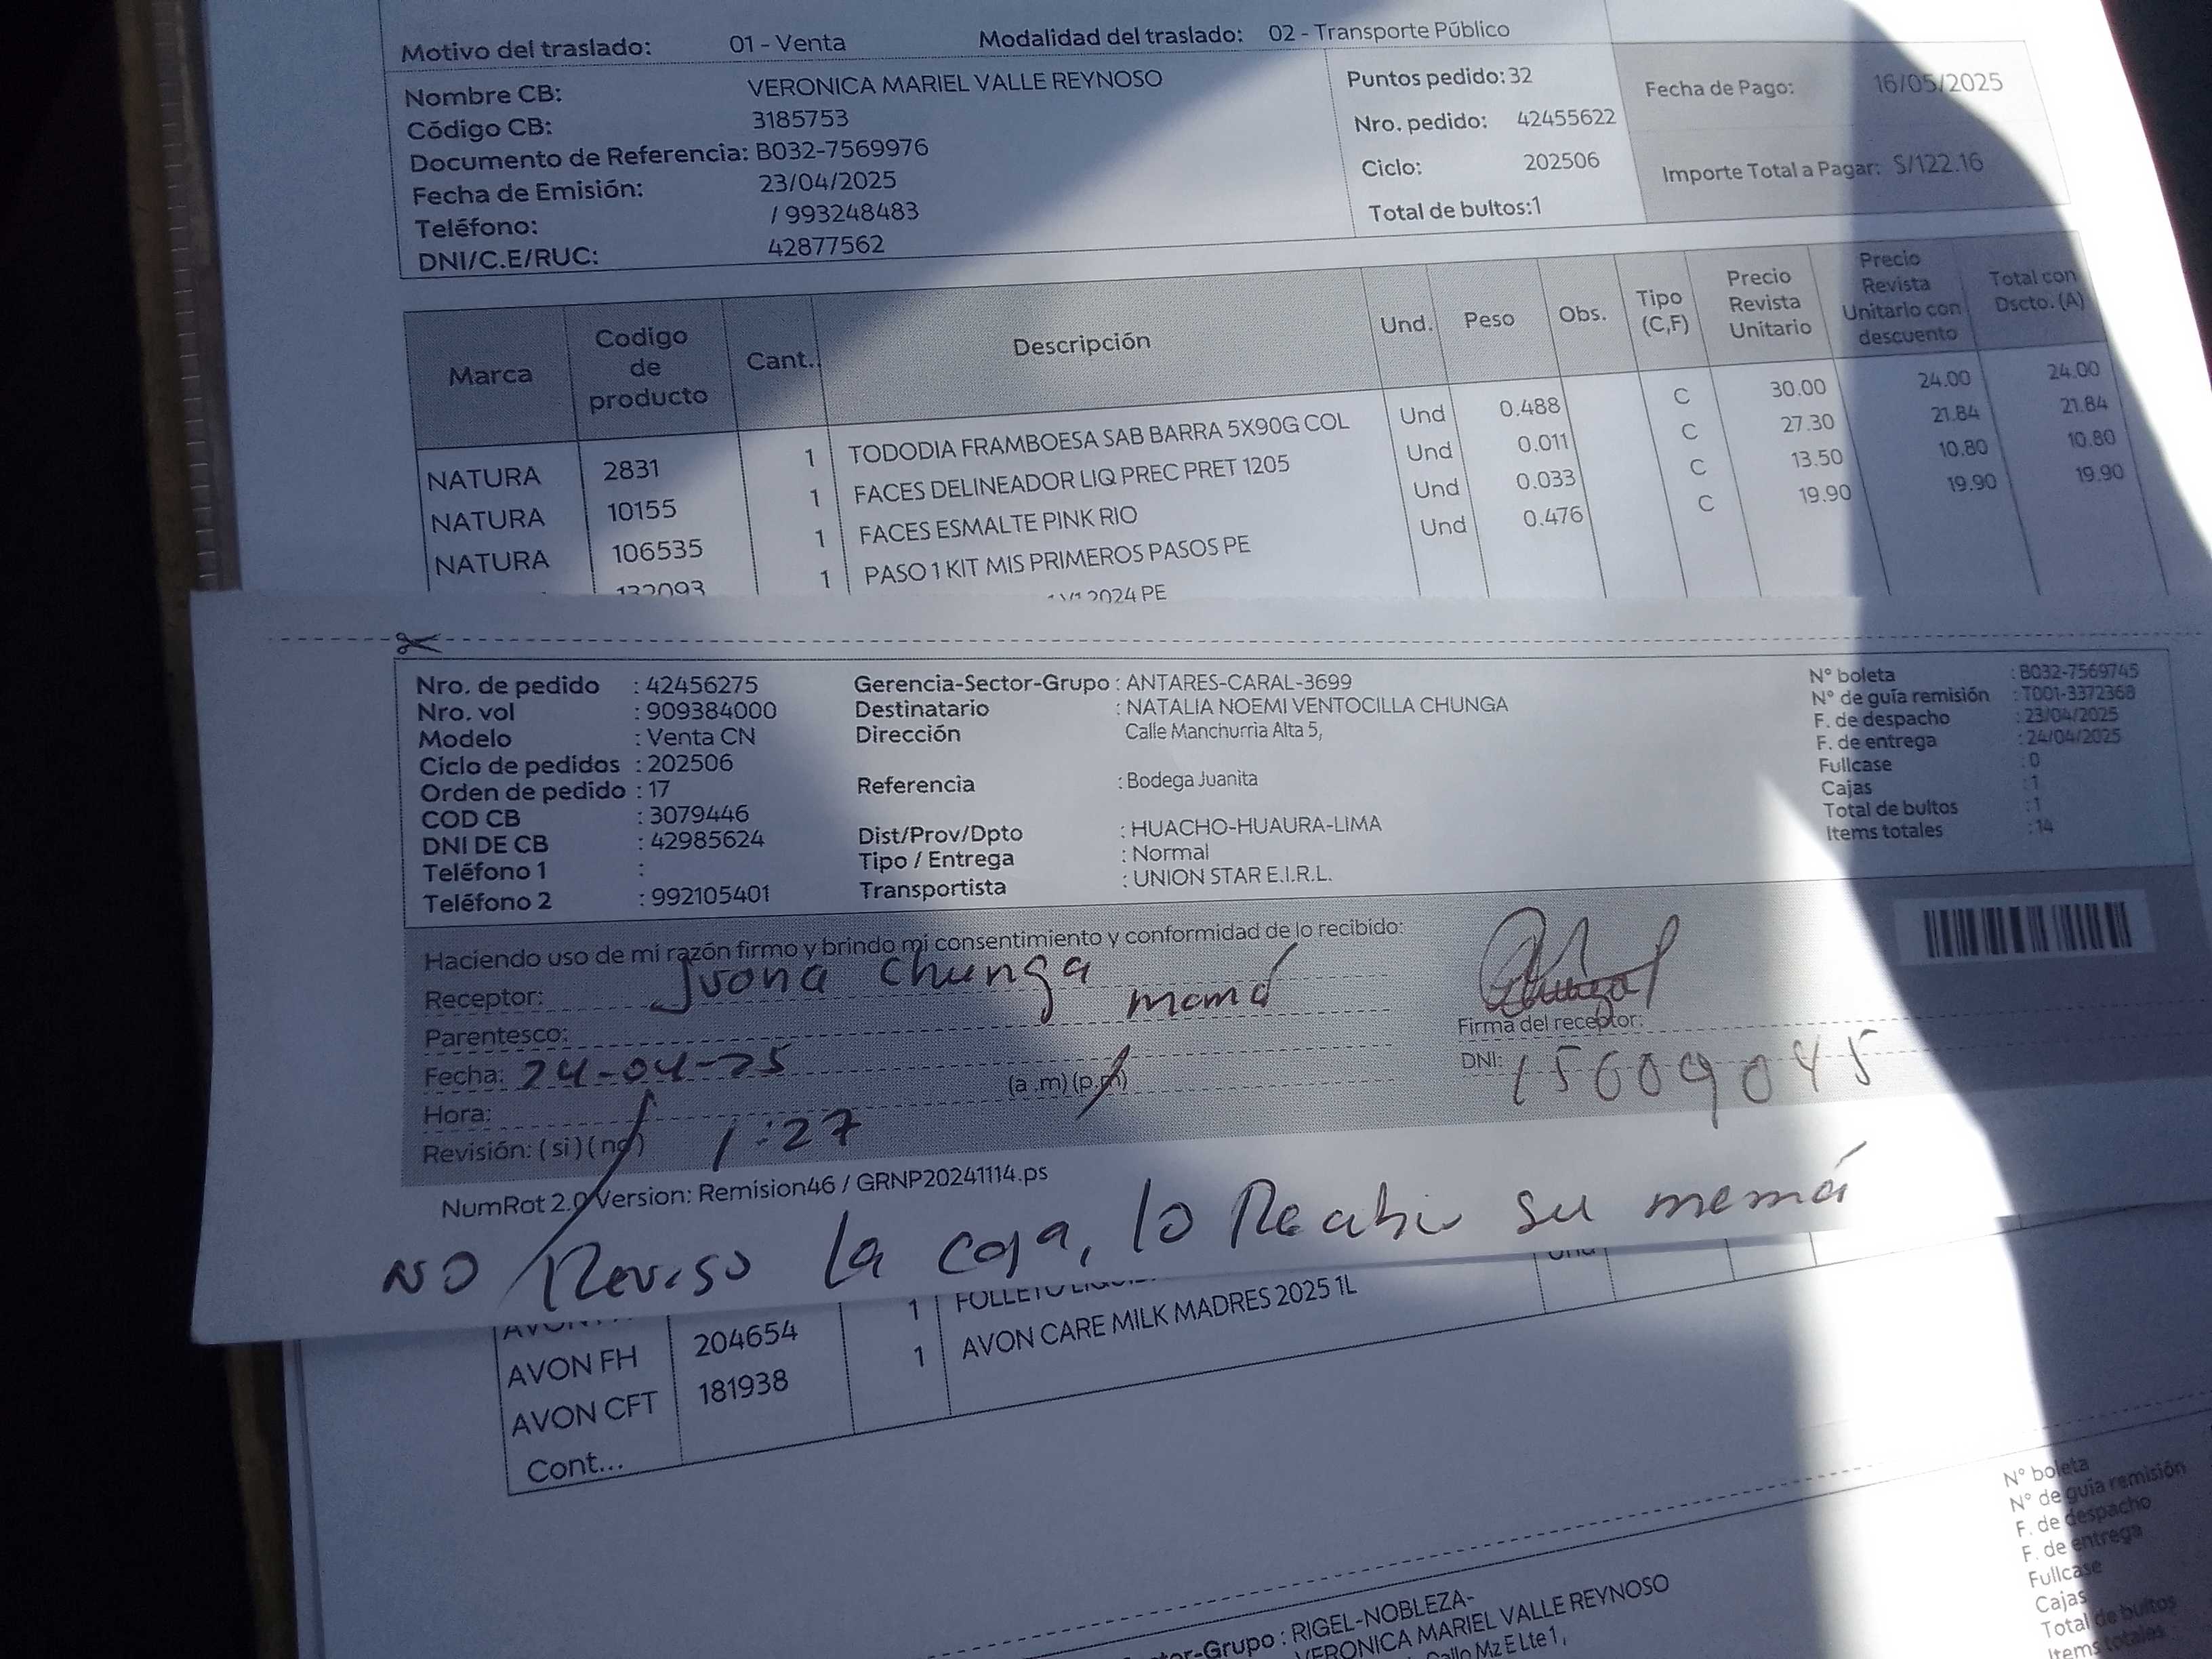 Motivo del traslado: 01 - Venta Modalidad del traslado: 02 - Transporte Público
Nombre CB: VERONICA MARIEL VALLE REYNOSO
Código CB: 3185753
Documento de Referencia: B032-7569976
Fecha de Emisión: 23/04/2025
Teléfono: / 993248483
DNI/C.E/RUC: 42877562
Puntos pedido: 32
Nro. pedido: 42455622
Ciclo: 202506
Total de bultos:1
Fecha de Pago: 16/05/2025
Importe Total a Pagar: S/122.16
Marca Codigo de producto Cant. Descripción Und. Peso Obs. Tipo (C,F) Precio Revista Unitario Precio Revista Unitario con descuento Total con Dscto. (A)
NATURA 2831 1 TODODIA FRAMBOESA SAB BARRA 5X90G COL Und 0.488 C 30.00 24.00 24.00
NATURA 10155 1 FACES DELINEADOR LIQ PREC PRET 1205 Und 0.011 C 27.30 21.84 21.84
NATURA 106535 1 FACES ESMALTE PINK RIO Und 0.033 C 13.50 10.80 10.80
132093 1 PASO 1 KIT MIS PRIMEROS PASOS PE Und 0.476 C 19.90 19.90 19.90
2024 PE
Nro. de pedido : 42456275
Nro. vol : 909384000
Modelo : Venta CN
Ciclo de pedidos : 202506
Orden de pedido : 17
COD CB : 3079446
DNI DE CB : 42985624
Teléfono 1 :
Teléfono 2 : 992105401
Gerencia-Sector-Grupo : ANTARES-CARAL-3699
Destinatario : NATALIA NOEMI VENTOCILLA CHUNGA
Dirección Calle Manchurria Alta 5,
Referencia : Bodega Juanita
Dist/Prov/Dpto : HUACHO-HUAURA-LIMA
Tipo / Entrega : Normal
Transportista : UNION STAR E.I.R.L.
N° boleta : B032-7569745
N° de guía remisión : T001-3372368
F. de despacho : 23/04/2025
F. de entrega : 24/04/2025
Fullcase : 0
Cajas : 1
Total de bultos : 1
Items totales : 14
Haciendo uso de mi razón firmo y brindo mi consentimiento y conformidad de lo recibido:
Receptor: Juana Chunga
Parentesco: mamá
Fecha: 24-04-25
Hora: 1:27 (a .m) (p.m)
Revisión: ( si ) ( no )
Firma del receptor:
DNI: 15609045
NumRot 2.0 Version: Remision46 / GRNP20241114.ps
NO Reviso la caja, lo Recibio su mamá
1 FOLLETO
AVON FH 204654 1 AVON CARE MILK MADRES 2025 1L
AVON CFT 181938
Cont...
-Grupo : RIGEL-NOBLEZA-
VERONICA MARIEL VALLE REYNOSO
Mz E Lte 1,
N° boleta
N° de guía remisión
F. de despacho
F. de entrega
Fullcase
Cajas
Total de bultos
Items totales